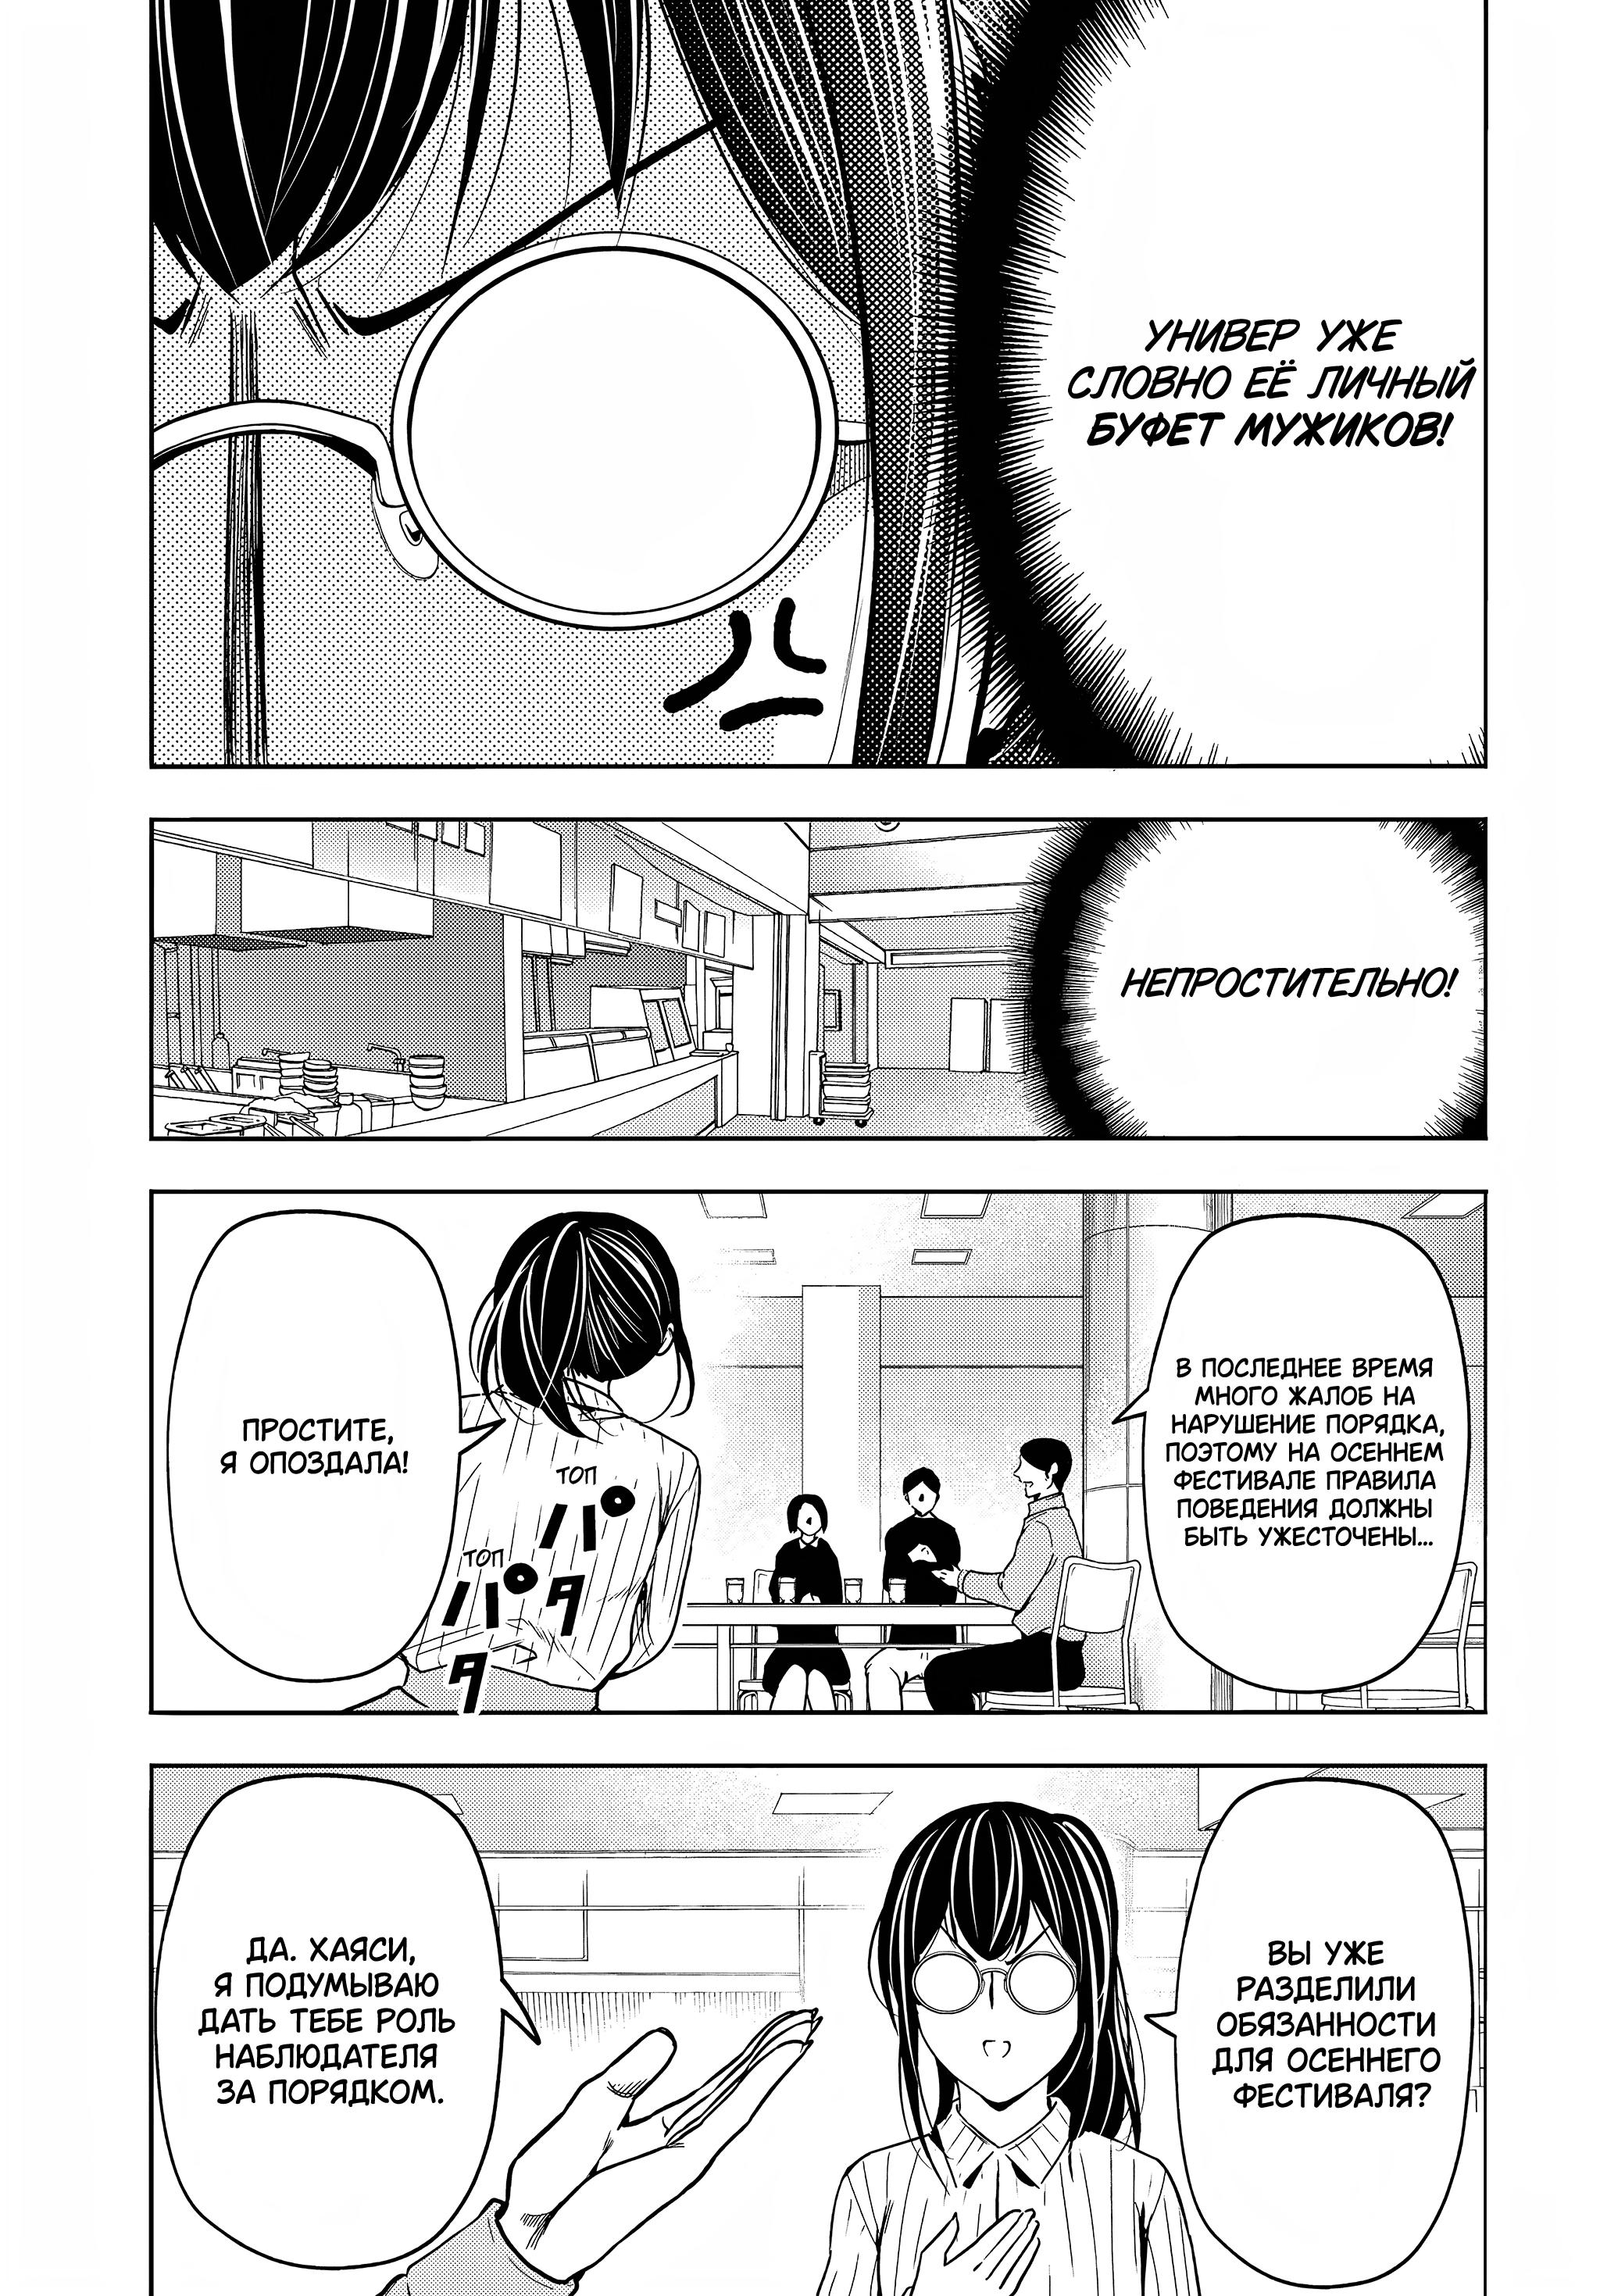 УНИВЕР УЖЕ
СЛОВНО ЕЁ ЛИЧНЫЙ
БУФЕТ МУЖИКОВ!
НЕПРОСТИТЕЛЬНО!
В ПОСЛЕДНЕЕ ВРЕМЯ
МНОГО ЖАЛОБ НА
НАРУШЕНИЕ ПОРЯДКА,
ПОЭТОМУ НА ОСЕННЕМ
ФЕСТИВАЛЕ ПРАВИЛА
ПОВЕДЕНИЯ ДОЛЖНЫ
БЫТЬ УЖЕСТОЧЕНЫ...
ТОП
パタ
ТОП
パタ
ПРОСТИТЕ,
Я ОПОЗДАЛА!
ВЫ УЖЕ
РАЗДЕЛИЛИ
ОБЯЗАННОСТИ
ДЛЯ ОСЕННЕГО
ФЕСТИВАЛЯ?
ДА. ХАЯСИ,
Я ПОДУМЫВАЮ
ДАТЬ ТЕБЕ РОЛЬ
НАБЛЮДАТЕЛЯ
ЗА ПОРЯДКОМ.